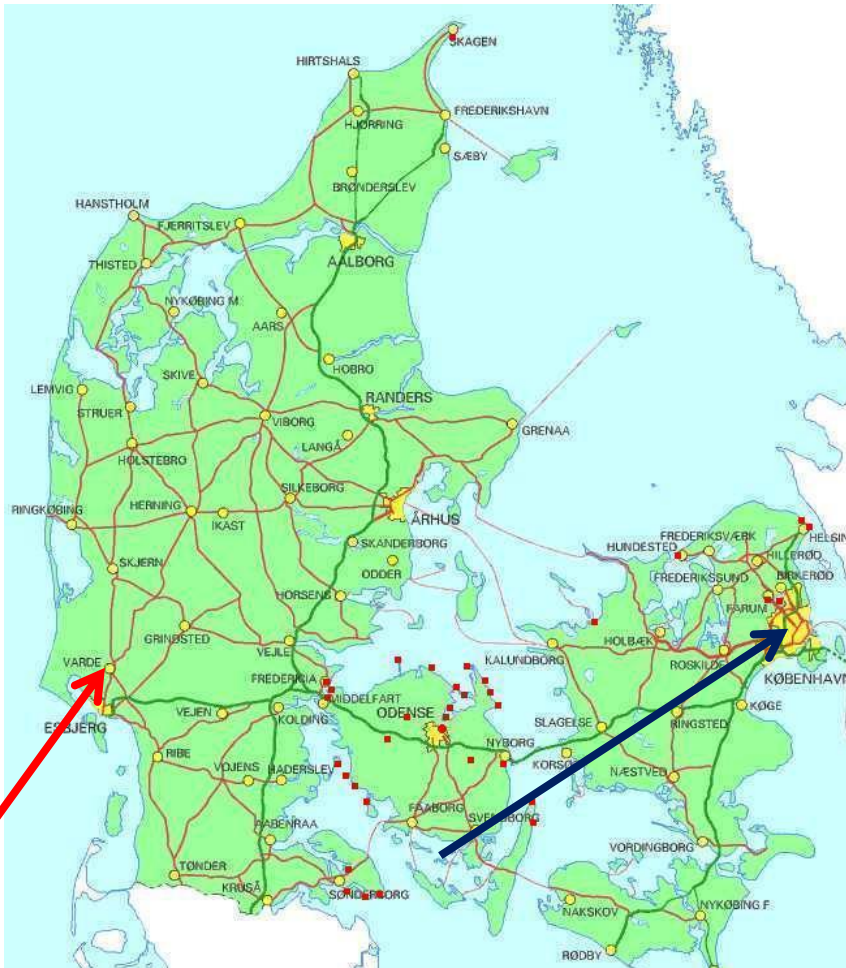 SKAGEN
HIRTSHALS
HJØRRING
FREDERIKSHAVN
SÆBY
BRØNDERSLEV
HANSTHOLM
FJERRITSLEV
AALBORG
THISTED
NYKØBING M
AARS
HOBRO
SKIVE
LEMVIG
STRUER
RANDERS
VIBORG
GRENAA
LANGÅ
HOLSTEBRO
SILKEBORG
HERNING
RINGKØBING
IKAST
ÅRHUS
SKANDERBORG
HELSIN
FREDERIKSVÆRK
HUNDESTED
HILLERØD
SKJERN
ODDER
FREDERIKSSUND
BIRKERØD
HORSENS
FARUM
GRINDSTED
HOLBÆK
VEJLE
KALUNDBORG
ROSKILDE
VARDE
FREDERICIA
KØBENHAVN
MIDDELFART
ESBJERG
VEJEN
KOLDING
ODENSE
SLAGELSE
RINGSTED
KØGE
NYBORG
KORSØ
RIBE
VOJENS
HADERSLEV
NÆSTVED
FAABORG
SVENDBORG
AABENRAA
VORDINGBORG
TØNDER
KRUSÅ
SØNDERBORG
NAKSKOV
NYKØBING F
RØDBY